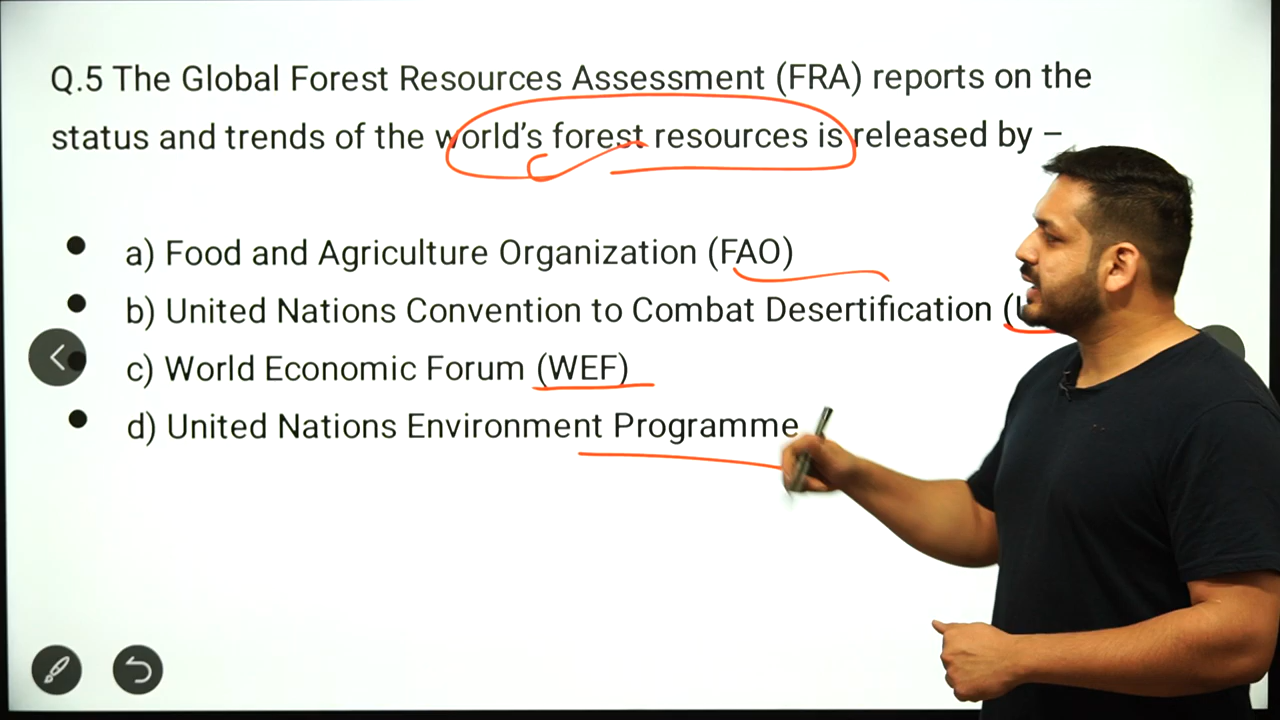 Q.5 The Global Forest Resources Assessment (FRA) reports on the
status and trends of the world's forest resources is released by –
a) Food and Agriculture Organization (FAO)
b) United Nations Convention to Combat Desertification (
c) World Economic Forum (WEF)
d) United Nations Environment Programme